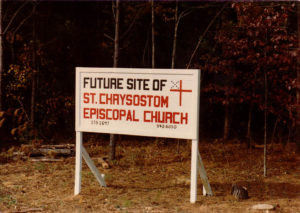 FUTURE SITE OF
ST. CHRYSOSTOM
EPISCOPAL CHURCH